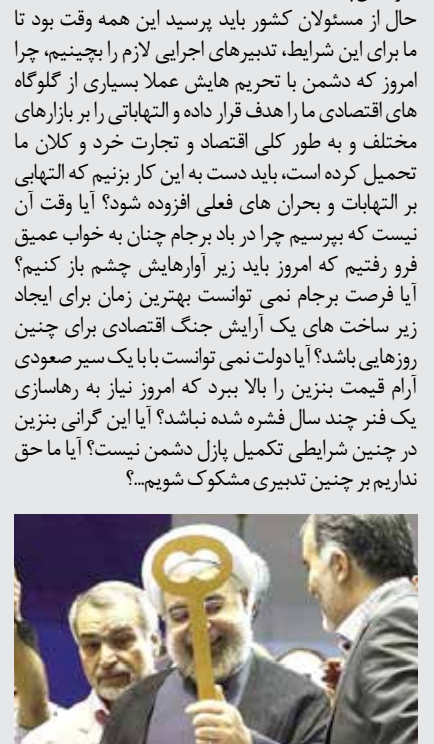 حال از مسئولان کشور باید پرسید این همه وقت بود تا
ما برای این شرایط، تدبیرهای اجرایی لازم را بچینیم، چرا
امروز که دشمن با تحریم هایش عملا بسیاری از گلوگاه
های اقتصادی ما را هدف قرار داده و التهاباتی را بر بازارهای
مختلف و به طور کلی اقتصاد و تجارت خرد و کلان ما
تحمیل کرده است، باید دست به این کار بزنیم که التهابی
بر التهابات و بحران های فعلی افزوده شود؟ آیا وقت آن
نیست که بپرسیم چرا در باد برجام چنان به خواب عمیق
فرو رفتیم که امروز باید زیر آوارهایش چشم باز کنیم؟
آیا فرصت برجام نمی توانست بهترین زمان برای ایجاد
زیر ساخت های یک آرایش جنگ اقتصادی برای چنین
روزهایی باشد؟ آیا دولت نمی توانست با با یک سیر صعودی
آرام قیمت بنزین را بالا ببرد که امروز نیاز به رهاسازی
یک فنر چند سال فشره شده نباشد؟ آیا این گرانی بنزین
در چنین شرایطی تکمیل پازل دشمن نیست؟ آیا ما حق
نداریم بر چنین تدبیری مشکوک شویم...؟